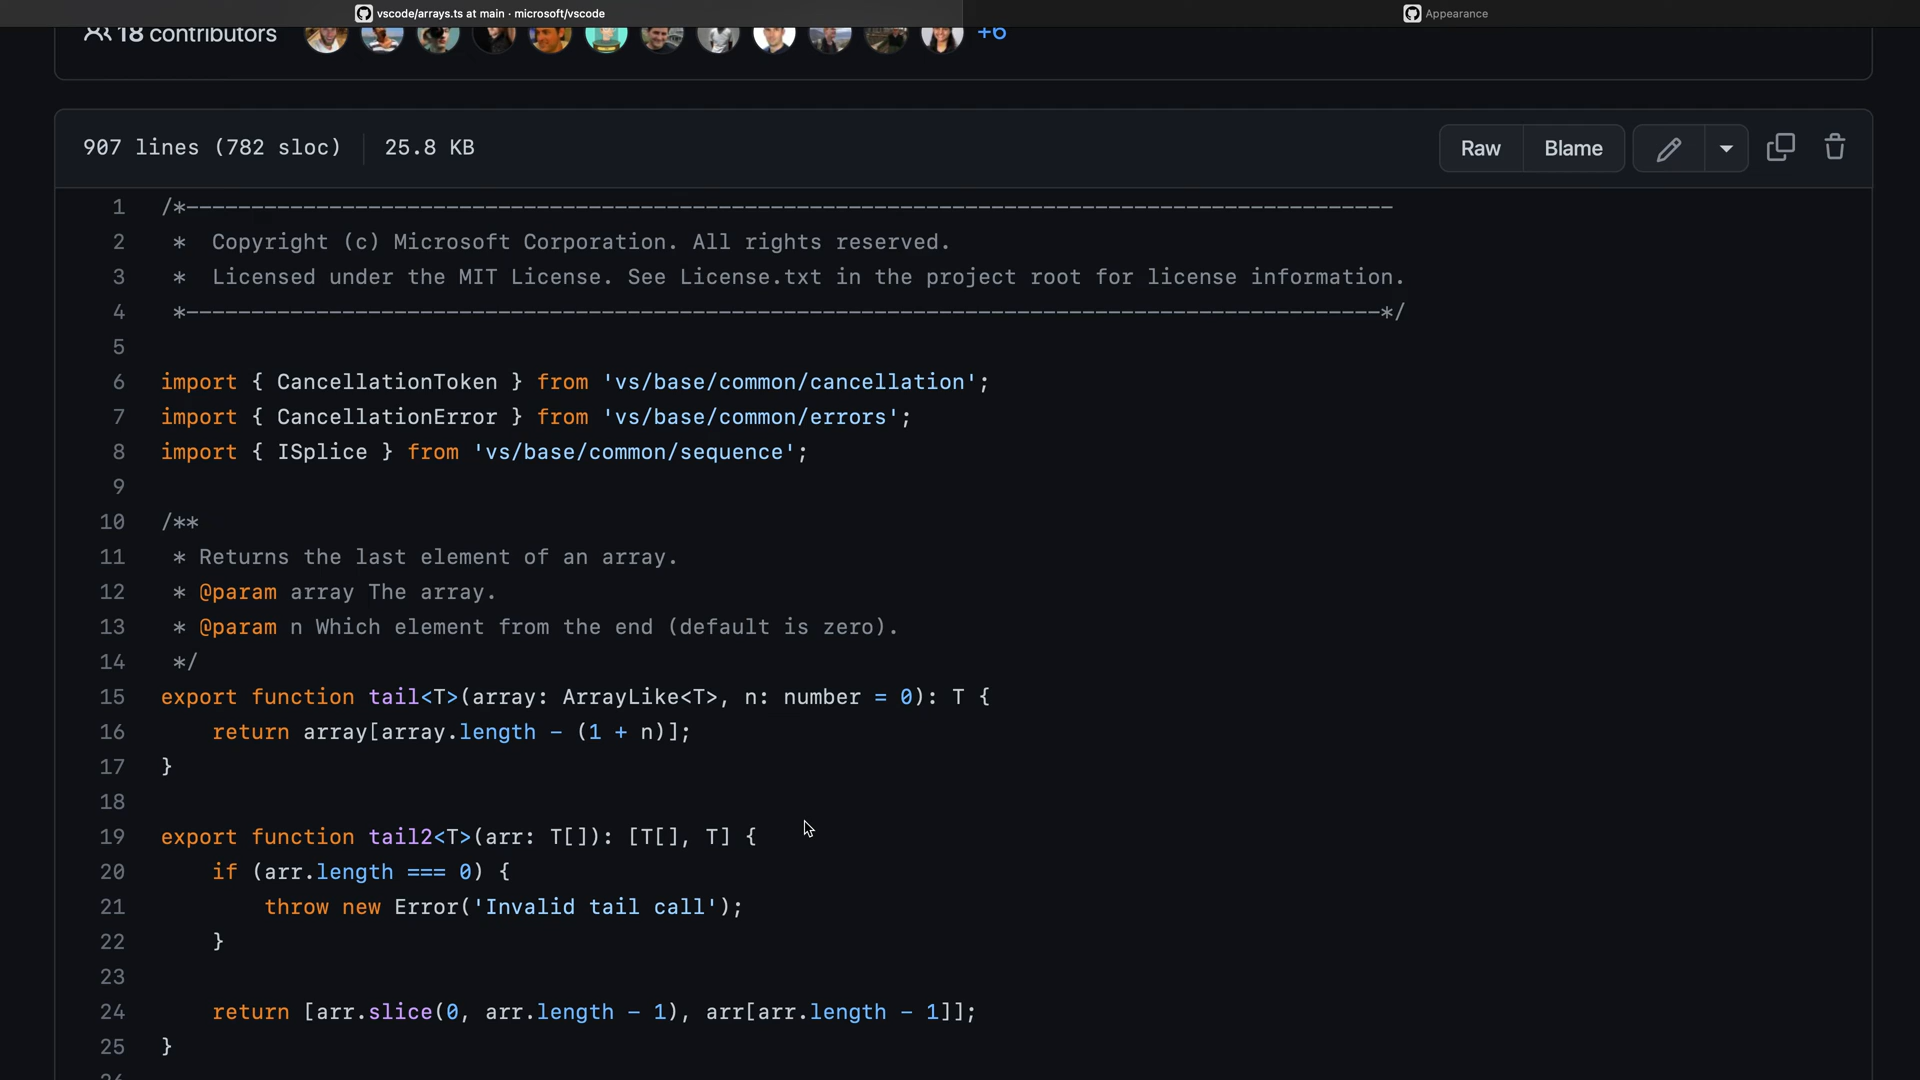 vscode/arrays.ts at main · microsoft/vscode
Appearance
18 contributors
+6
907 lines (782 sloc)
25.8 KB
Raw
Blame
1 /*---------------------------------------------------------------------------------------------
2  *  Copyright (c) Microsoft Corporation. All rights reserved.
3  *  Licensed under the MIT License. See License.txt in the project root for license information.
4  *--------------------------------------------------------------------------------------------*/
5
6 import { CancellationToken } from 'vs/base/common/cancellation';
7 import { CancellationError } from 'vs/base/common/errors';
8 import { ISplice } from 'vs/base/common/sequence';
9
10 /**
11  * Returns the last element of an array.
12  * @param array The array.
13  * @param n Which element from the end (default is zero).
14  */
15 export function tail<T>(array: ArrayLike<T>, n: number = 0): T {
16     return array[array.length - (1 + n)];
17 }
18
19 export function tail2<T>(arr: T[]): [T[], T] {
20     if (arr.length === 0) {
21         throw new Error('Invalid tail call');
22     }
23
24     return [arr.slice(0, arr.length - 1), arr[arr.length - 1]];
25 }